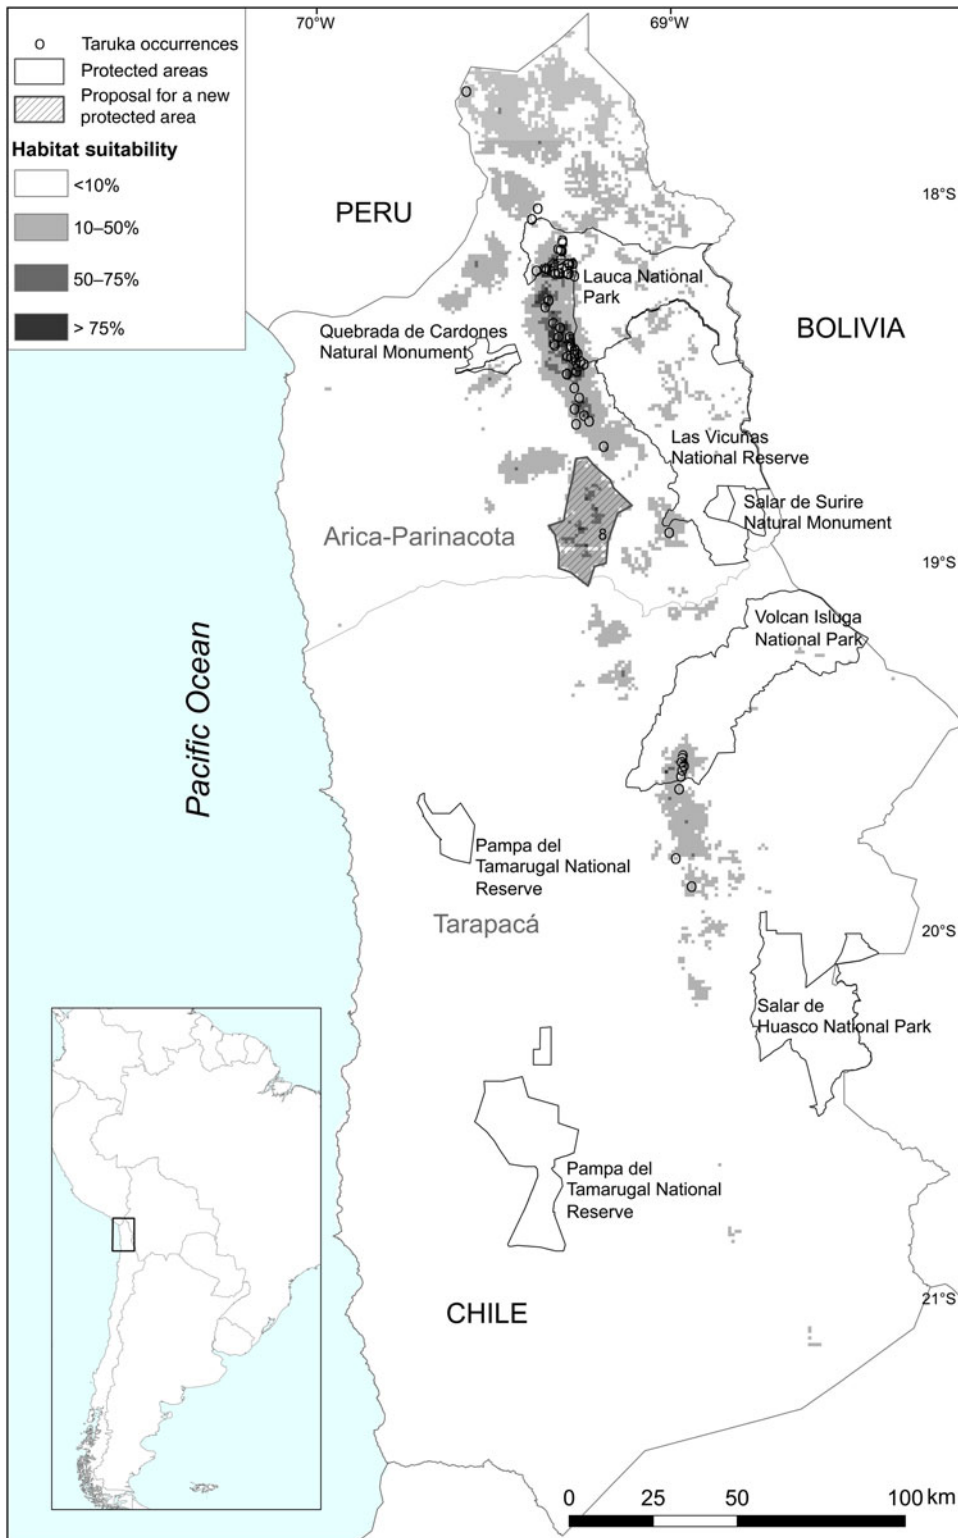 70°W
69°W
Taruka occurrences
Protected areas
Proposal for a new
protected area
Habitat suitability
<10%
10–50%
50–75%
> 75%
18°S
PERU
Lauca National
Park
BOLIVIA
Quebrada de Cardones
Natural Monument
Las Vicunas
National Reserve
Salar de Surire
Natural Monument
Arica-Parinacota
19°S
Volcan Isluga
National Park
Pacific Ocean
Pampa del
Tamarugal National
Reserve
Tarapacá
20°S
Salar de
Huasco National Park
Pampa del
Tamarugal National
Reserve
21°S
CHILE
0 25 50 100 km